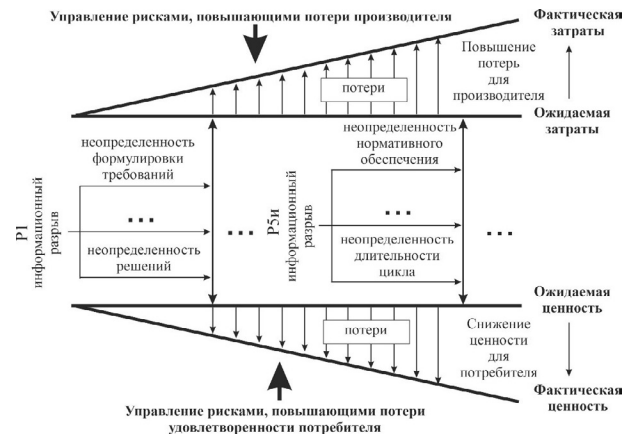 Управление рисками, повышающими потери производителя
Фактическая
затраты
Повышение
потерь
для
производителя
потери
Ожидаемая
затраты
неопределенность
формулировки
требований
...
неопределенность
решений
Р1
информационный
разрыв
...
неопределенность
нормативного
обеспечения
...
неопределенность
длительности
цикла
Р5и
информационный
разрыв
...
Ожидаемая
ценность
потери
Снижение
ценности
для
потребителя
Фактическая
ценность
Управление рисками, повышающими потери
удовлетворенности потребителя